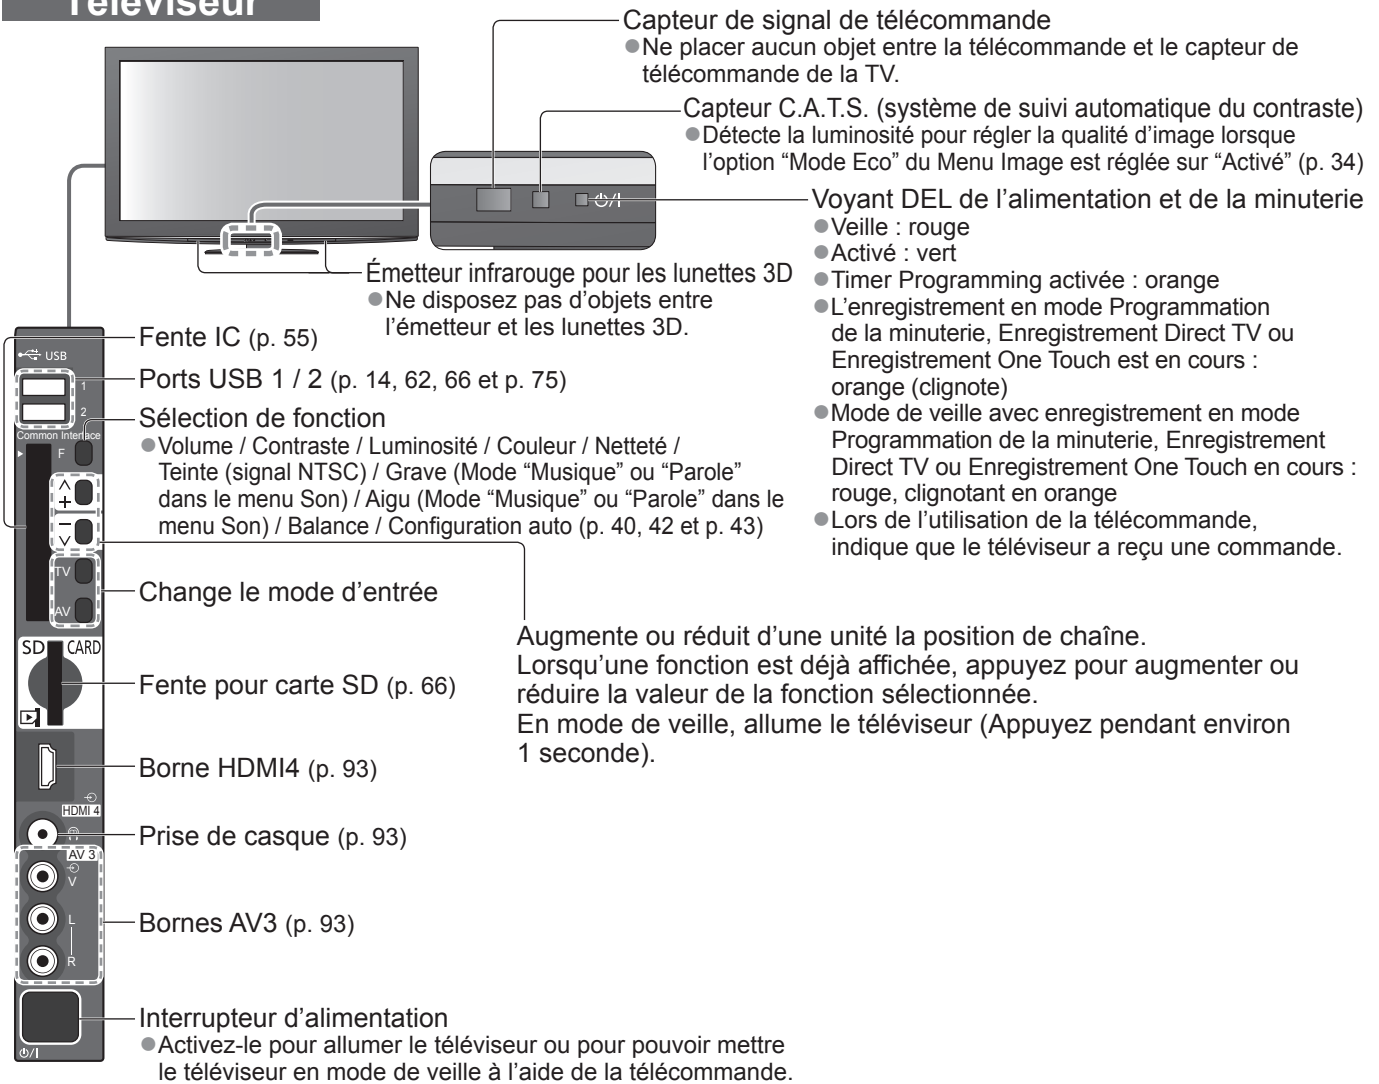 Téléviseur
Capteur de signal de télécommande
●Ne placer aucun objet entre la télécommande et le capteur de
télécommande de la TV.
Capteur C.A.T.S. (système de suivi automatique du contraste)
●Détecte la luminosité pour régler la qualité d’image lorsque
l’option “Mode Eco” du Menu Image est réglée sur “Activé” (p. 34)
Voyant DEL de l’alimentation et de la minuterie
●Veille : rouge
●Activé : vert
●Timer Programming activée : orange
●L’enregistrement en mode Programmation
de la minuterie, Enregistrement Direct TV ou
Enregistrement One Touch est en cours :
orange (clignote)
●Mode de veille avec enregistrement en mode
Programmation de la minuterie, Enregistrement
Direct TV ou Enregistrement One Touch en cours :
rouge, clignotant en orange
●Lors de l’utilisation de la télécommande,
indique que le téléviseur a reçu une commande.
Émetteur infrarouge pour les lunettes 3D
●Ne disposez pas d’objets entre
l’émetteur et les lunettes 3D.
Fente IC (p. 55)
Ports USB 1 / 2 (p. 14, 62, 66 et p. 75)
Sélection de fonction
●Volume / Contraste / Luminosité / Couleur / Netteté /
Teinte (signal NTSC) / Grave (Mode “Musique” ou “Parole”
dans le menu Son) / Aigu (Mode “Musique” ou “Parole” dans le
menu Son) / Balance / Configuration auto (p. 40, 42 et p. 43)
Change le mode d’entrée
Augmente ou réduit d’une unité la position de chaîne.
Lorsqu’une fonction est déjà affichée, appuyez pour augmenter ou
réduire la valeur de la fonction sélectionnée.
En mode de veille, allume le téléviseur (Appuyez pendant environ
1 seconde).
Fente pour carte SD (p. 66)
Borne HDMI4 (p. 93)
Prise de casque (p. 93)
Bornes AV3 (p. 93)
Interrupteur d’alimentation
●Activez-le pour allumer le téléviseur ou pour pouvoir mettre
le téléviseur en mode de veille à l’aide de la télécommande.
USB
1
2
Common Interface
F
+
−
TV
AV
SD CARD
HDMI 4
AV 3
V
L
R
⏻/I
⏻/I